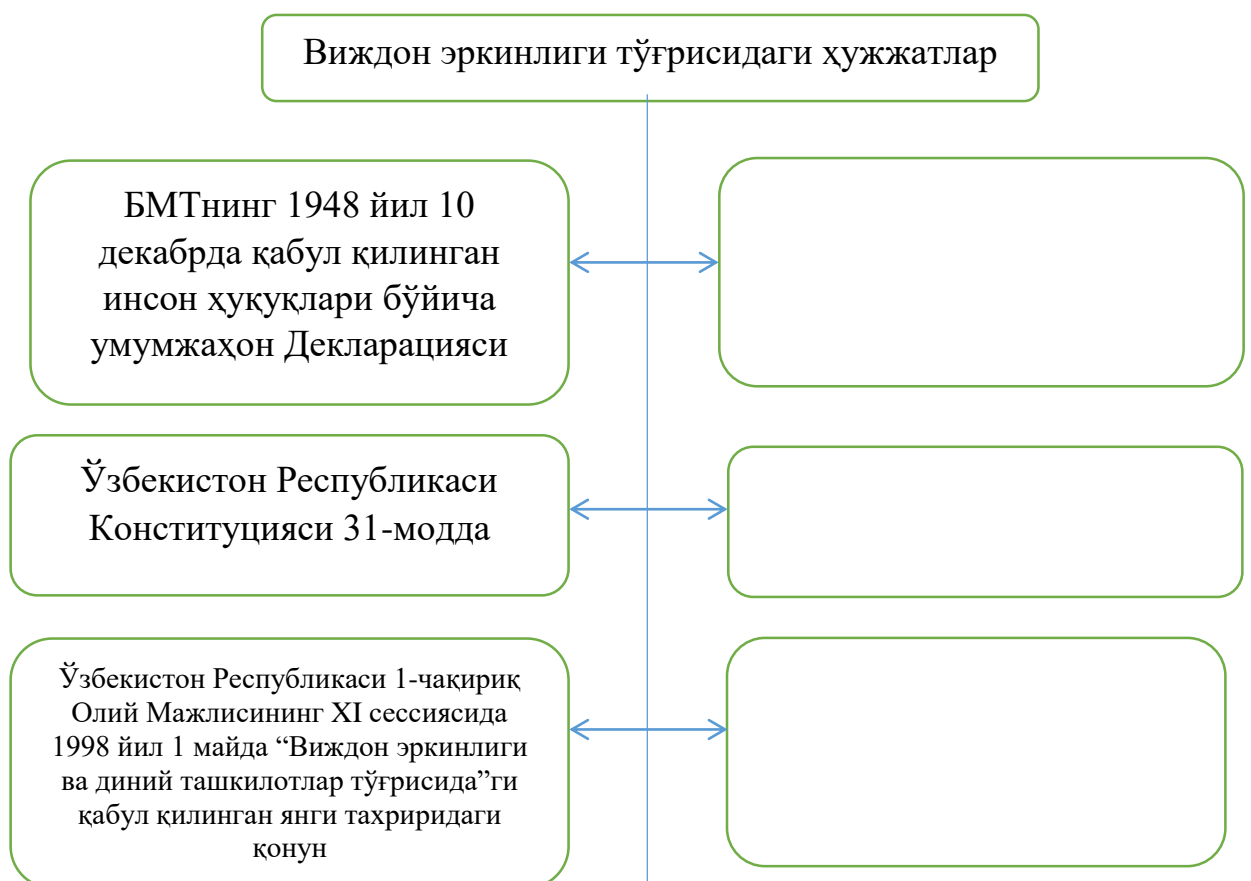 Виждон эркинлиги тўғрисидаги ҳужжатлар
БМТнинг 1948 йил 10
декабрда қабул қилинган
инсон ҳуқуқлари бўйича
умумжаҳон Декларацияси
Ўзбекистон Республикаси
Конституцияси 31-модда
Ўзбекистон Республикаси 1-чақириқ
Олий Мажлисининг XI сессиясида
1998 йил 1 майда “Виждон эркинлиги
ва диний ташкилотлар тўғрисида”ги
қабул қилинган янги тахриридаги
қонун